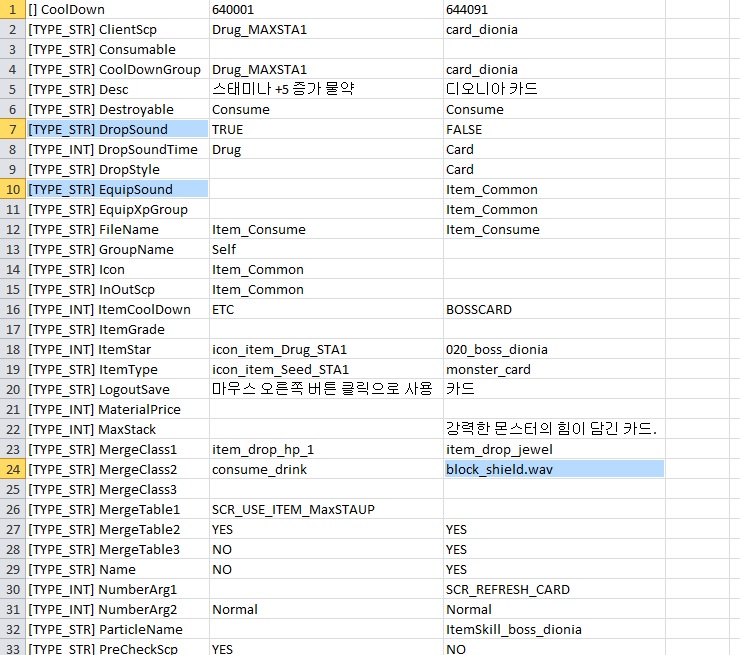 1 [] CoolDown 640001 644091
2 [TYPE_STR] ClientScp Drug_MAXSTA1 card_dionia
3 [TYPE_STR] Consumable
4 [TYPE_STR] CoolDownGroup Drug_MAXSTA1 card_dionia
5 [TYPE_STR] Desc 스태미나 +5 증가 물약 디오니아 카드
6 [TYPE_STR] Destroyable Consume Consume
7 [TYPE_STR] DropSound TRUE FALSE
8 [TYPE_INT] DropSoundTime Drug Card
9 [TYPE_STR] DropStyle Card
10 [TYPE_STR] EquipSound Item_Common
11 [TYPE_STR] EquipXpGroup Item_Common
12 [TYPE_STR] FileName Item_Consume Item_Consume
13 [TYPE_STR] GroupName Self
14 [TYPE_STR] Icon Item_Common
15 [TYPE_STR] InOutScp Item_Common
16 [TYPE_INT] ItemCoolDown ETC BOSSCARD
17 [TYPE_STR] ItemGrade
18 [TYPE_INT] ItemStar icon_item_Drug_STA1 020_boss_dionia
19 [TYPE_STR] ItemType icon_item_Seed_STA1 monster_card
20 [TYPE_STR] LogoutSave 마우스 오른쪽 버튼 클릭으로 사용 카드
21 [TYPE_INT] MaterialPrice
22 [TYPE_INT] MaxStack 강력한 몬스터의 힘이 담긴 카드.
23 [TYPE_STR] MergeClass1 item_drop_hp_1 item_drop_jewel
24 [TYPE_STR] MergeClass2 consume_drink block_shield.wav
25 [TYPE_STR] MergeClass3
26 [TYPE_STR] MergeTable1 SCR_USE_ITEM_MaxSTAUP
27 [TYPE_STR] MergeTable2 YES YES
28 [TYPE_STR] MergeTable3 NO YES
29 [TYPE_STR] Name NO YES
30 [TYPE_INT] NumberArg1 SCR_REFRESH_CARD
31 [TYPE_INT] NumberArg2 Normal Normal
32 [TYPE_STR] ParticleName ItemSkill_boss_dionia
33 [TYPE_STR] PreCheckScp YES NO